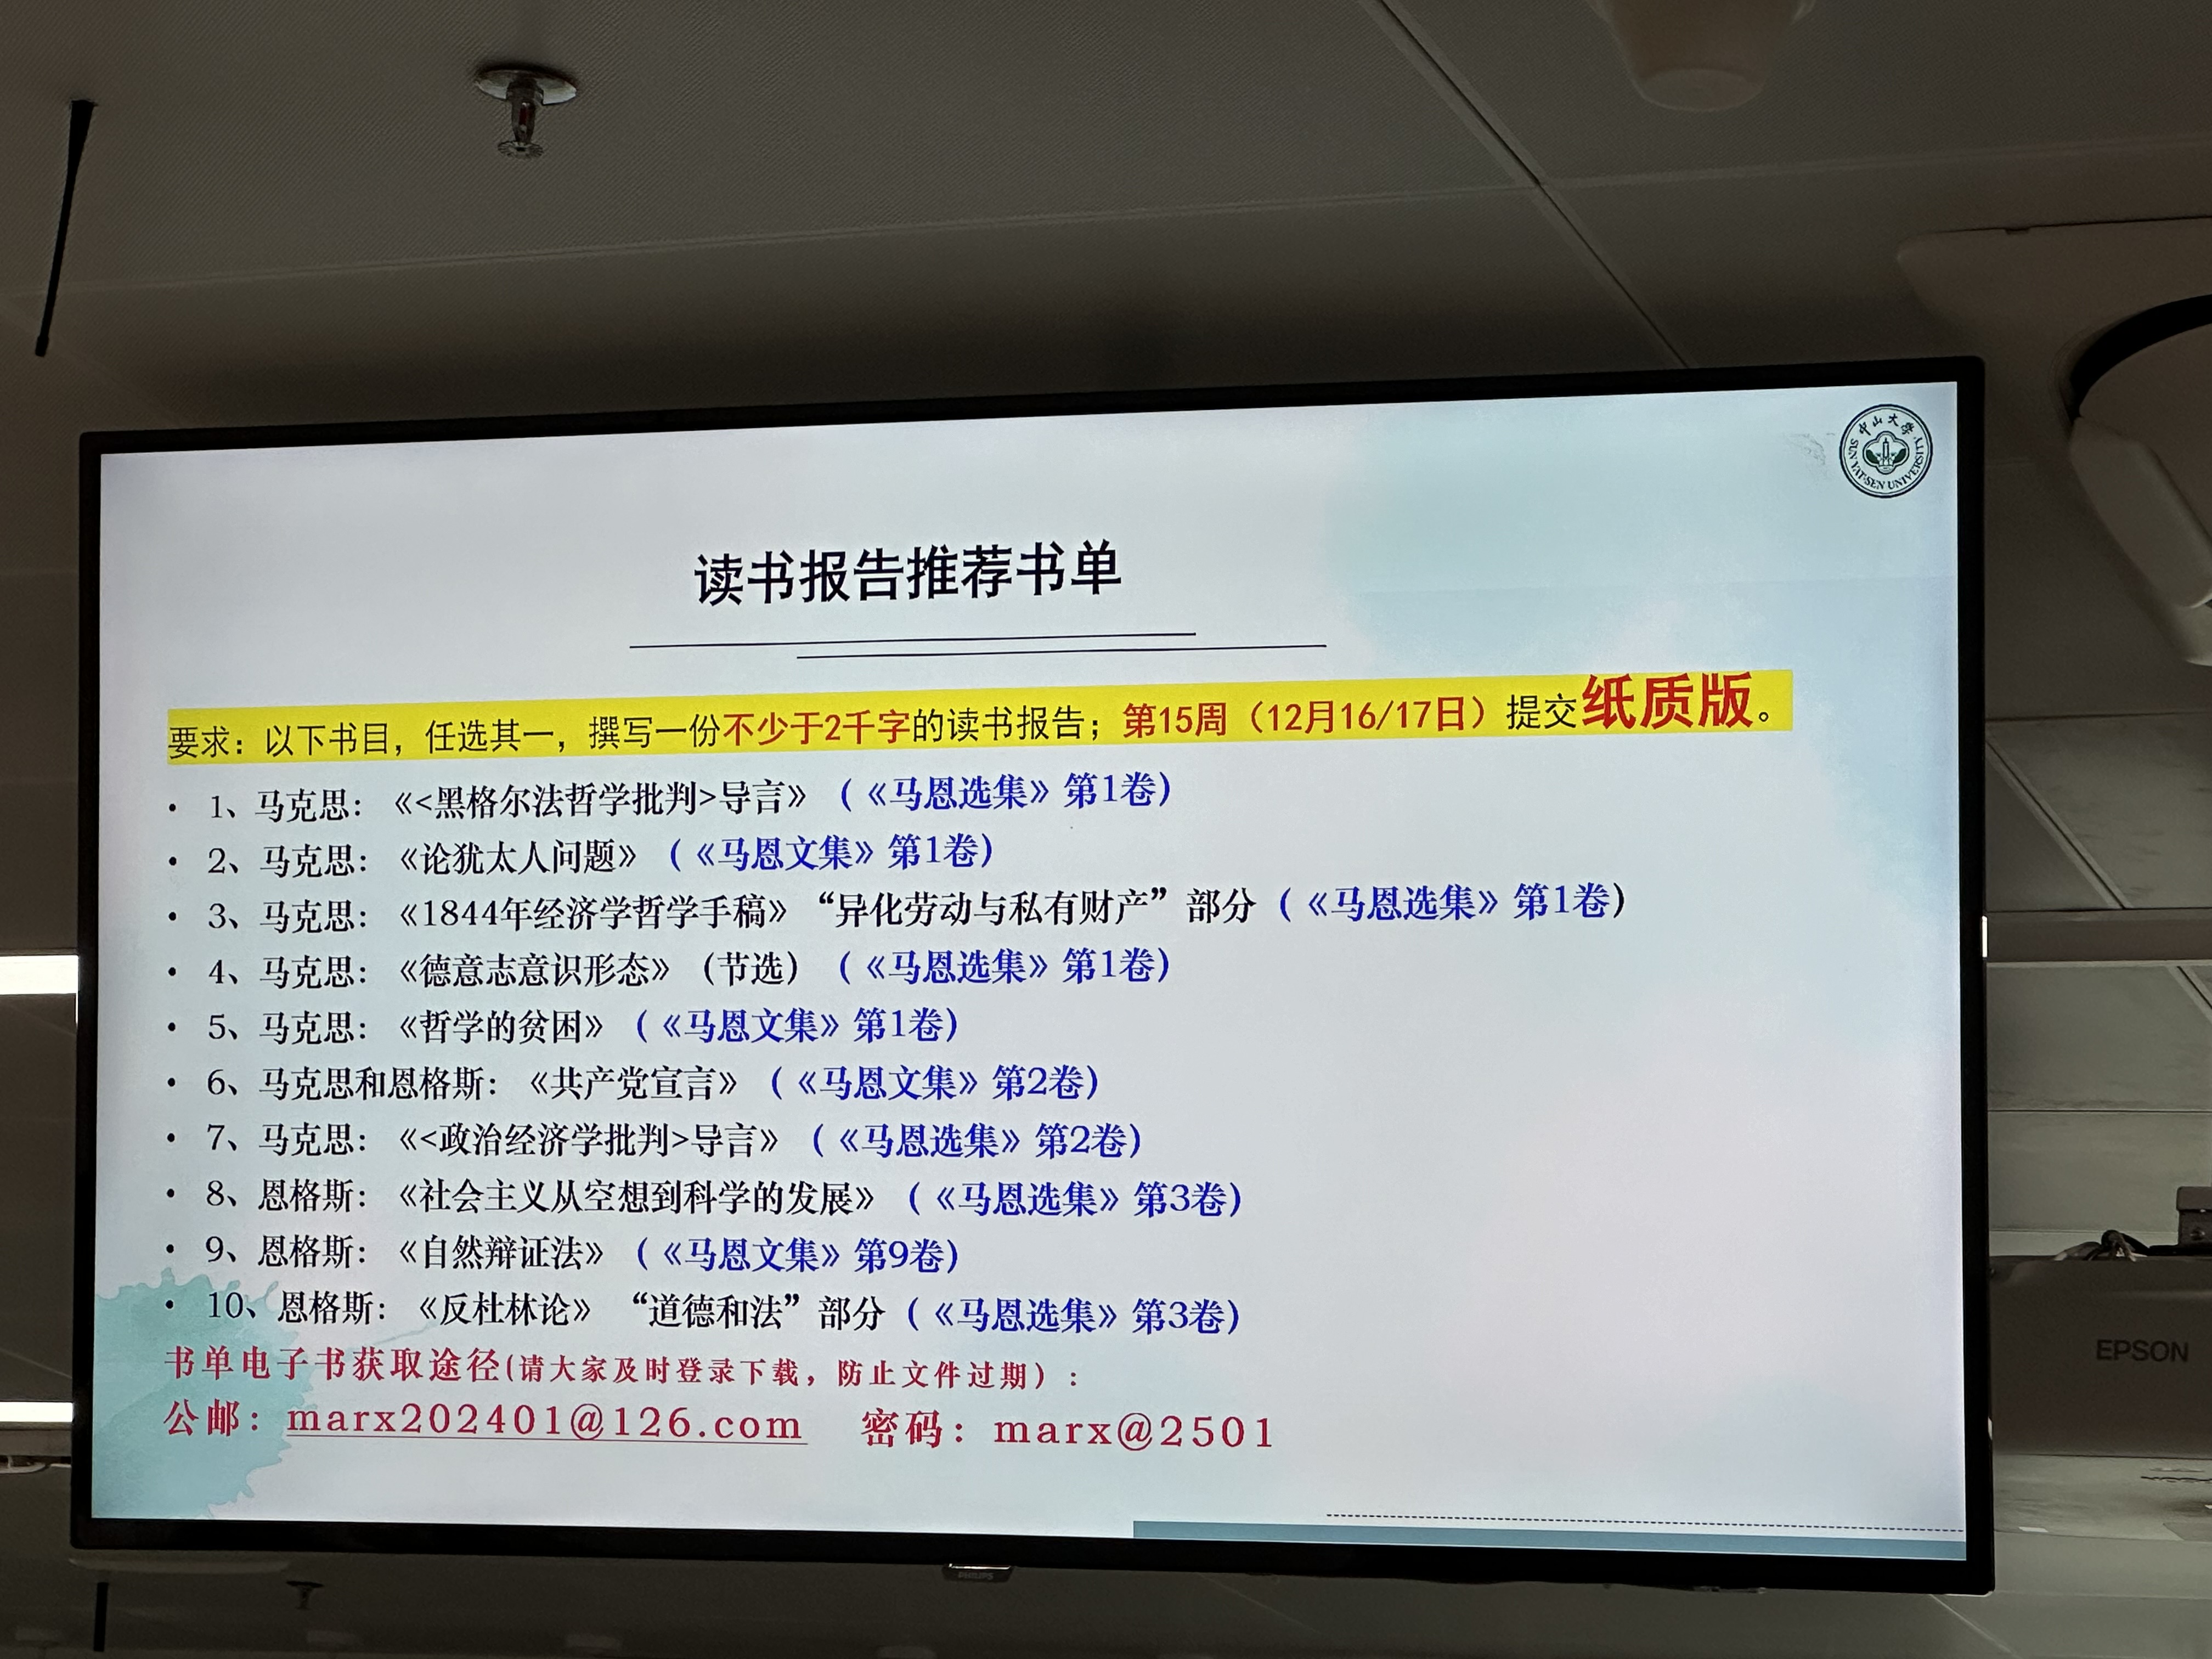 中山大学
SUN YAT-SEN UNIVERSITY
读书报告推荐书单
要求：以下书目，任选其一，撰写一份不少于2千字的读书报告；第15周（12月16/17日）提交纸质版。
• 1、马克思：《<黑格尔法哲学批判>导言》（《马恩选集》第1卷）
• 2、马克思：《论犹太人问题》（《马恩文集》第1卷）
• 3、马克思：《1844年经济学哲学手稿》“异化劳动与私有财产”部分（《马恩选集》第1卷）
• 4、马克思：《德意志意识形态》（节选）（《马恩选集》第1卷）
• 5、马克思：《哲学的贫困》（《马恩文集》第1卷）
• 6、马克思和恩格斯：《共产党宣言》（《马恩文集》第2卷）
• 7、马克思：《<政治经济学批判>导言》（《马恩选集》第2卷）
• 8、恩格斯：《社会主义从空想到科学的发展》（《马恩选集》第3卷）
• 9、恩格斯：《自然辩证法》（《马恩文集》第9卷）
• 10、恩格斯：《反杜林论》“道德和法”部分（《马恩选集》第3卷）
书单电子书获取途径(请大家及时登录下载，防止文件过期）：
公邮：marx202401@126.com 密码：marx@2501
EPSON